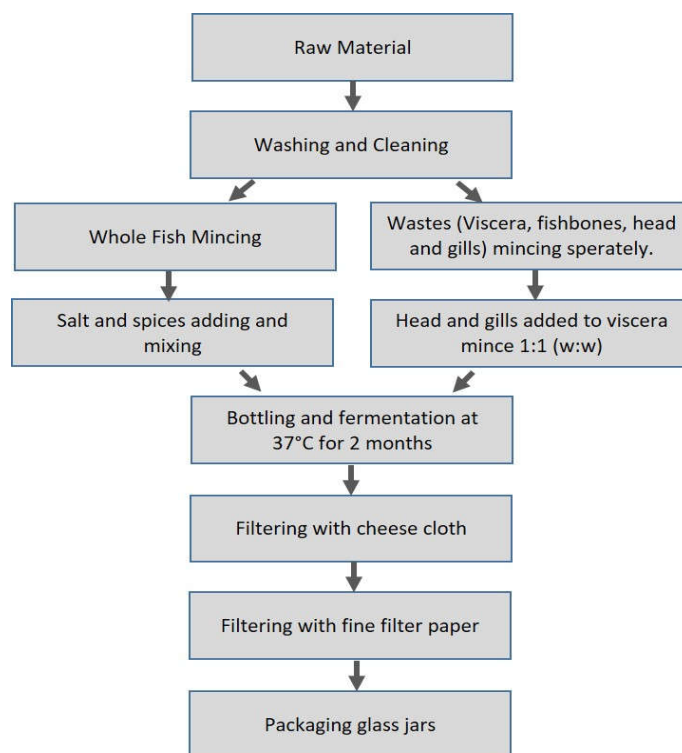 Raw Material
Washing and Cleaning
Whole Fish Mincing
Wastes (Viscera, fishbones, head
and gills) mincing sperately.
Salt and spices adding and
mixing
Head and gills added to viscera
mince 1:1 (w:w)
Bottling and fermentation at
37°C for 2 months
Filtering with cheese cloth
Filtering with fine filter paper
Packaging glass jars